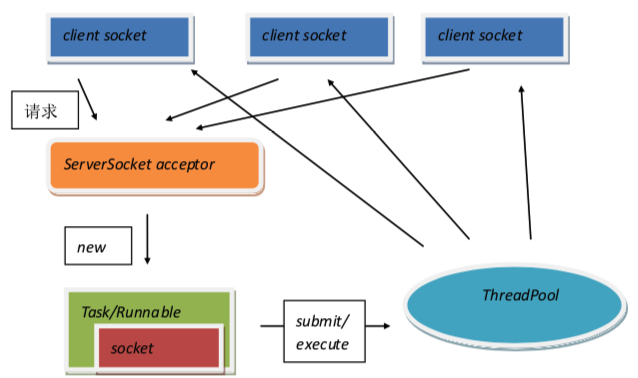 client socket
client socket
client socket
请求
ServerSocket acceptor
new
Task/Runnable
socket
submit/
execute
ThreadPool